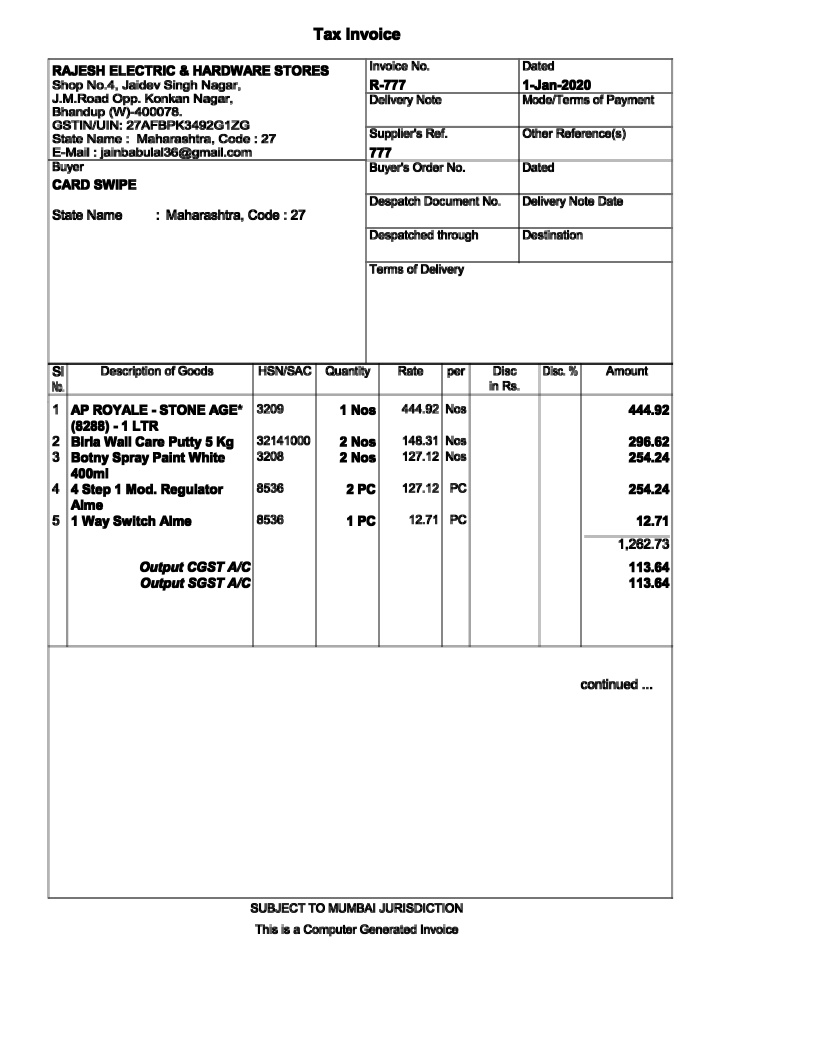 Tax Invoice
RAJESH ELECTRIC & HARDWARE STORES
Shop No.4, Jaidev Singh Nagar,
J.M.Road Opp. Konkan Nagar,
Bhandup (W)-400078.
GSTIN/UIN: 27AFBPK3492G1ZG
State Name : Maharashtra, Code : 27
E-Mail : jainbabulal36@gmail.com
Invoice No. Dated
R-777 1-Jan-2020
Delivery Note Mode/Terms of Payment
Supplier's Ref. Other Reference(s)
777
Buyer
CARD SWIPE
State Name : Maharashtra, Code : 27
Buyer's Order No. Dated
Despatch Document No. Delivery Note Date
Despatched through Destination
Terms of Delivery
Sl Description of Goods HSN/SAC Quantity Rate per Disc Disc. % Amount
No. in Rs.
1 AP ROYALE - STONE AGE* 3209 1 Nos 444.92 Nos 444.92
(8288) - 1 LTR
2 Birla Wall Care Putty 5 Kg 32141000 2 Nos 148.31 Nos 296.62
3 Botny Spray Paint White 3208 2 Nos 127.12 Nos 254.24
400ml
4 4 Step 1 Mod. Regulator 8536 2 PC 127.12 PC 254.24
Alme
5 1 Way Switch Alme 8536 1 PC 12.71 PC 12.71
1,262.73
Output CGST A/C 113.64
Output SGST A/C 113.64
continued ...
SUBJECT TO MUMBAI JURISDICTION
This is a Computer Generated Invoice